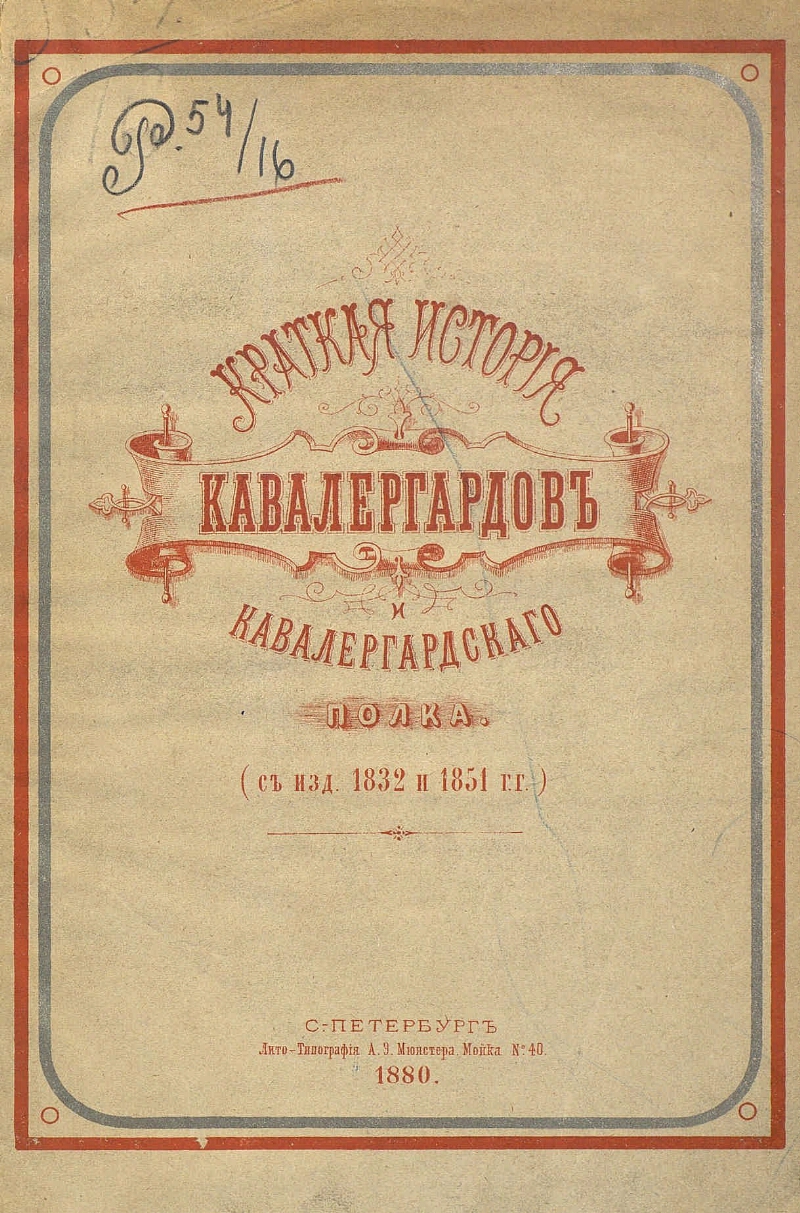 Р. 54/16
КРАТКАЯ ИСТОРІЯ
КАВАЛЕРГАРДОВЪ
И
КАВАЛЕРГАРДСКАГО
ПОЛКА.
(съ изд. 1832 и 1851 г.г.)
С-ПЕТЕРБУРГЪ
Лито-Типографія А. Э. Мюнстера, Мойка № 40.
1880.